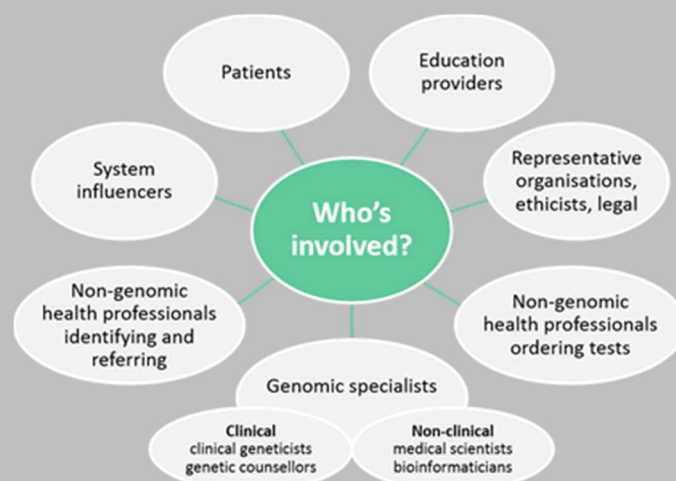 Patients
Education
providers
System
influencers
Representative
organisations,
ethicists, legal
Who's
involved?
Non-genomic
health professionals
identifying and
referring
Non-genomic
health professionals
ordering tests
Genomic specialists
Clinical
clinical geneticists
genetic counsellors
Non-clinical
medical scientists
bioinformaticians